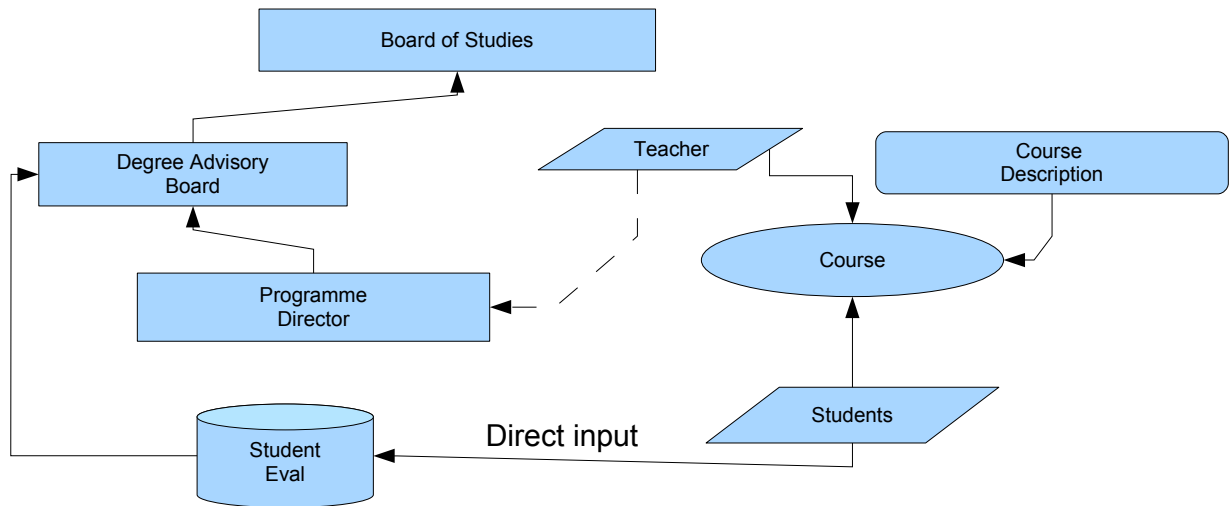 Board of Studies
Teacher
Course
Description
Degree Advisory
Board
Course
Programme
Director
Students
Direct input
Student
Eval